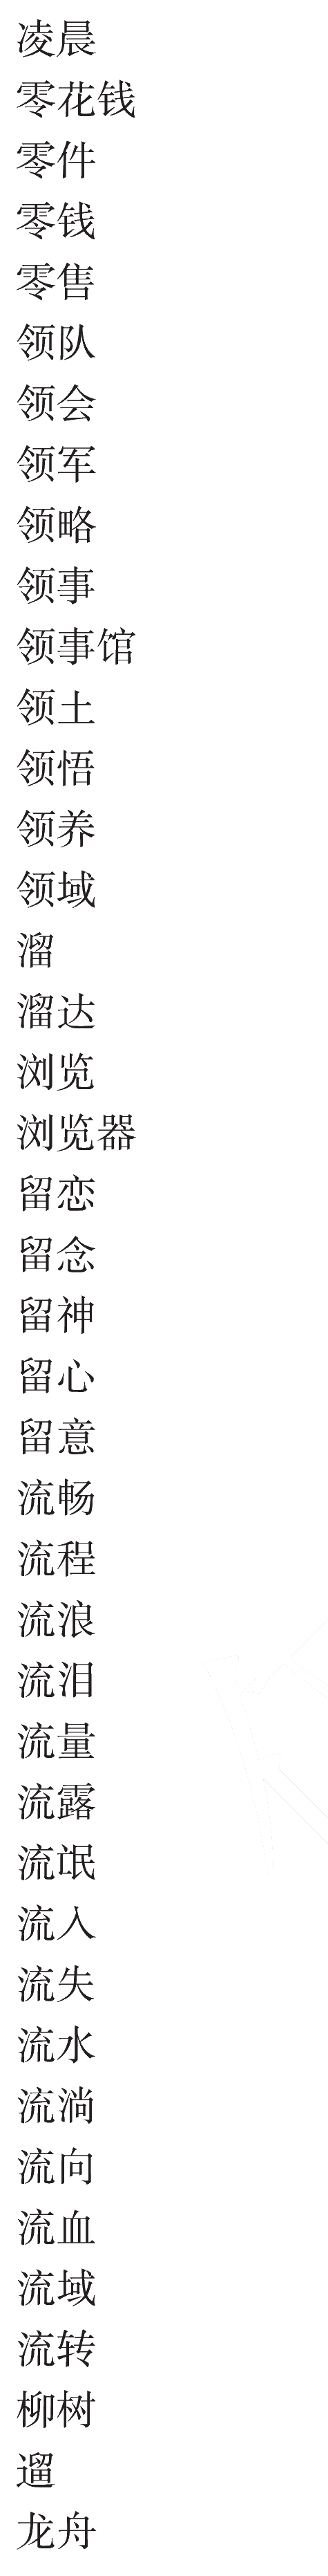 凌晨
零花钱
零件
零钱
零售
领队
领会
领军
领略
领事
领事馆
领土
领悟
领养
领域
溜
溜达
浏览
浏览器
留恋
留念
留神
留心
留意
流畅
流程
流浪
流泪
流量
流露
流氓
流入
流失
流水
流淌
流向
流血
流域
流转
柳树
遛
龙舟